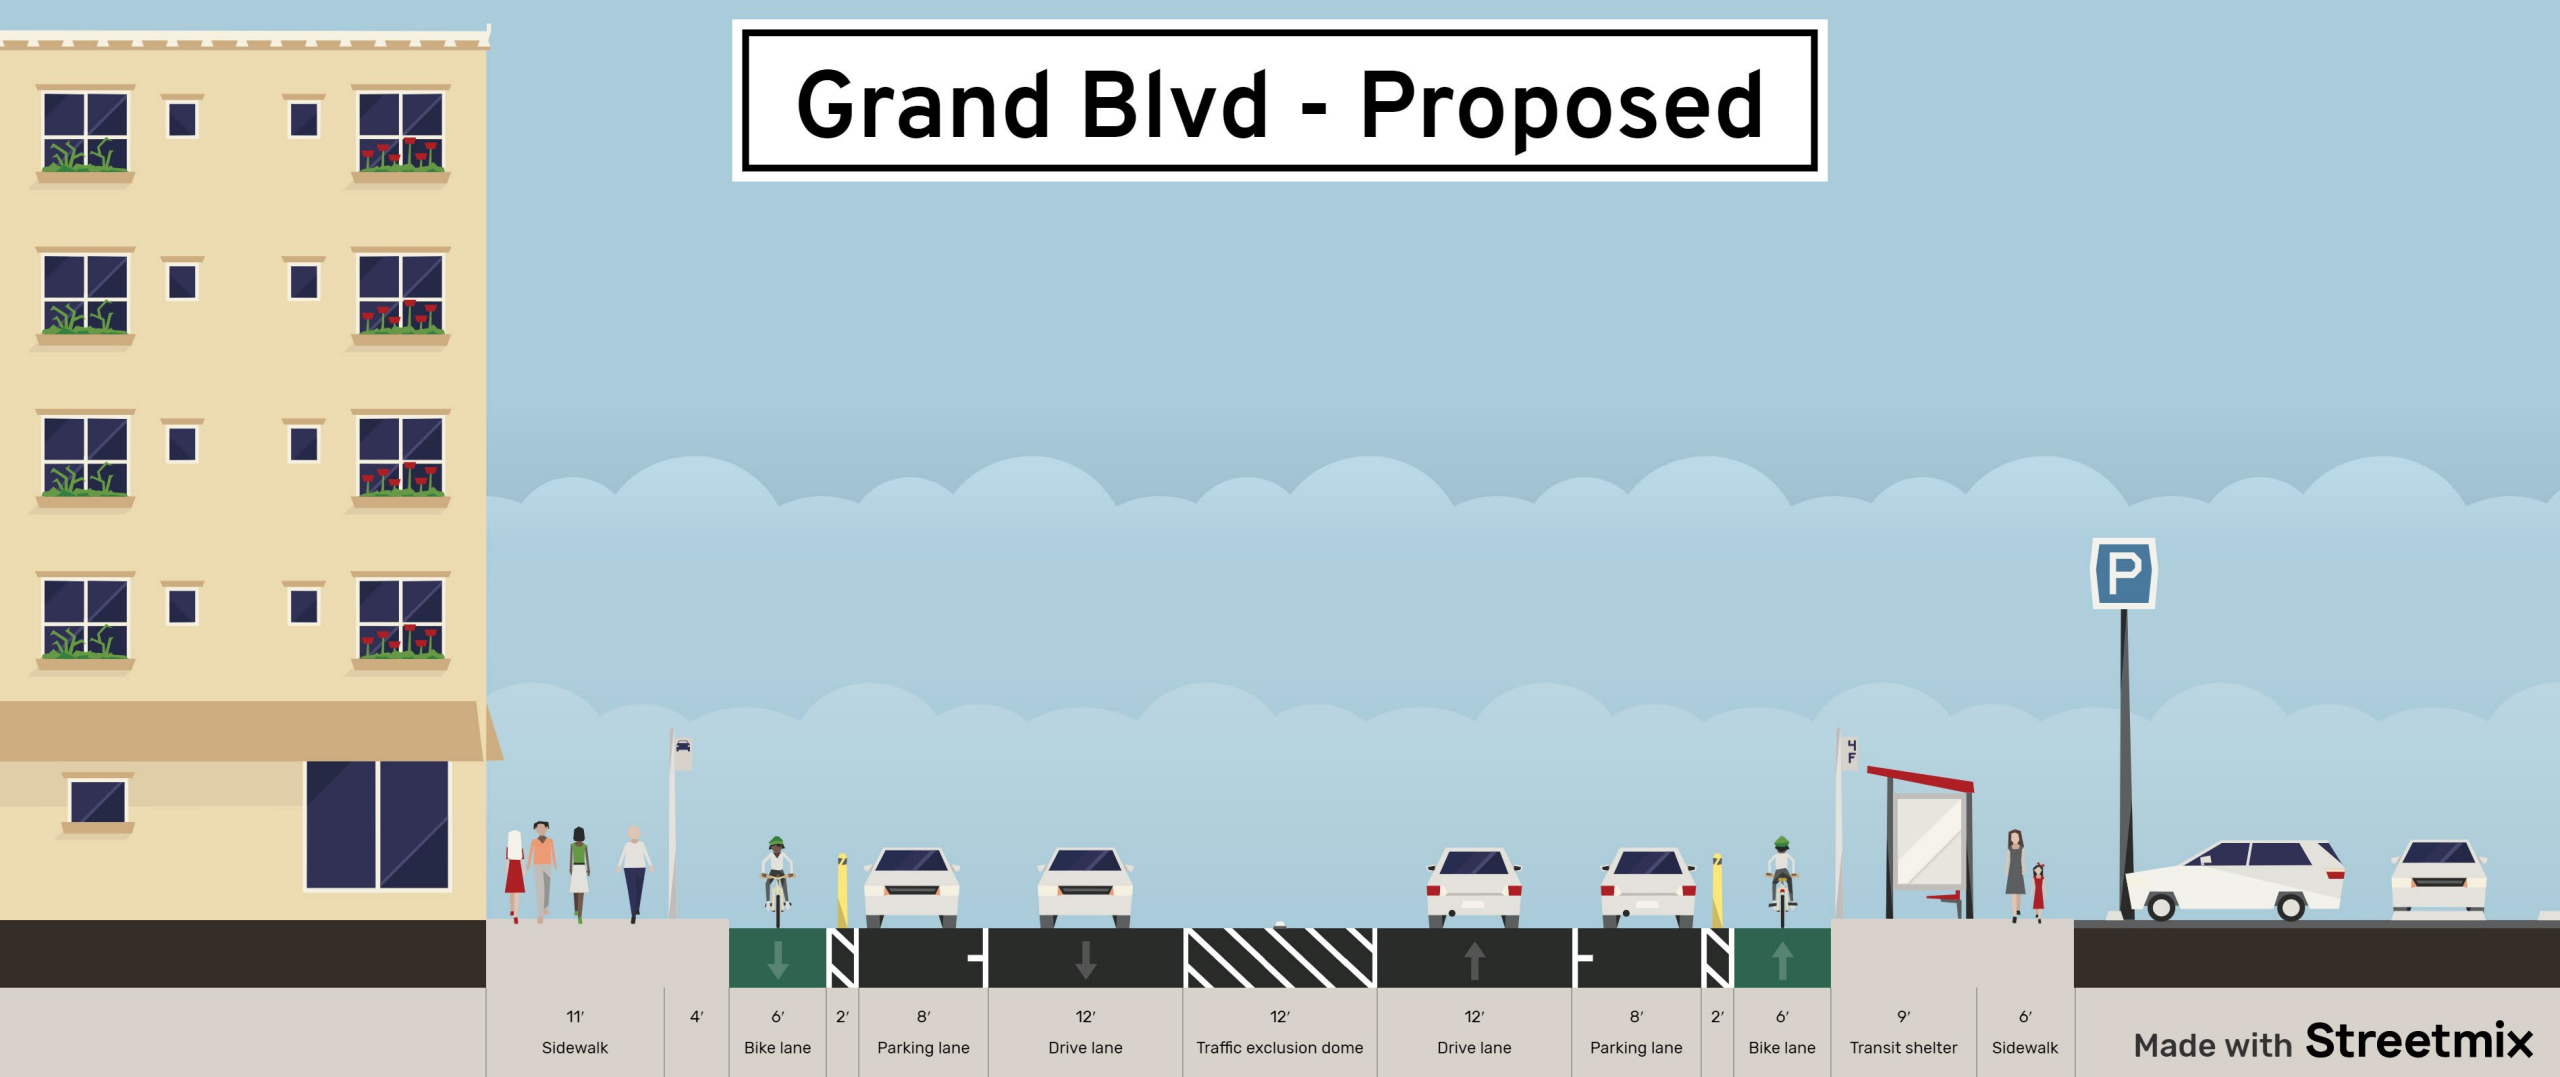 Grand Blvd - Proposed
P
4
F
11' 4' 6' 2' 8' 12' 12' 12' 8' 2' 6' 9' 6'
Sidewalk Bike lane Parking lane Drive lane Traffic exclusion dome Drive lane Parking lane Bike lane Transit shelter Sidewalk
Made with Streetmix